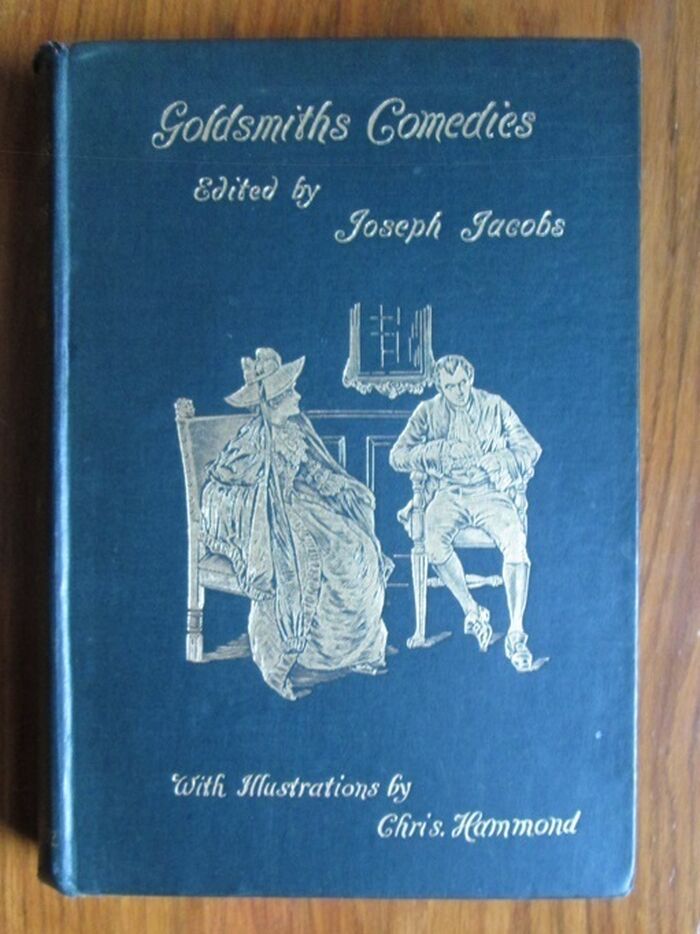 Goldsmiths Comedies
Edited by
Joseph Jacobs
With Illustrations by
Chris. Hammond